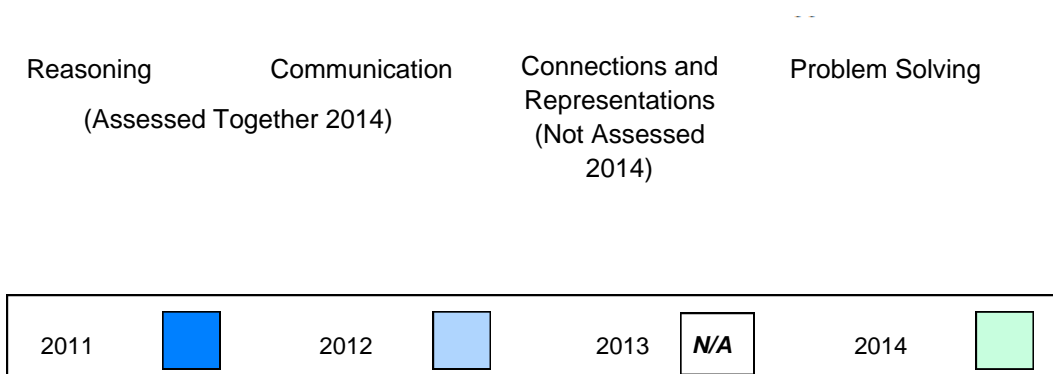 Reasoning Communication Connections and Problem Solving
Representations
(Assessed Together 2014)
(Not Assessed
2014)
2011 2012 2013 N/A 2014